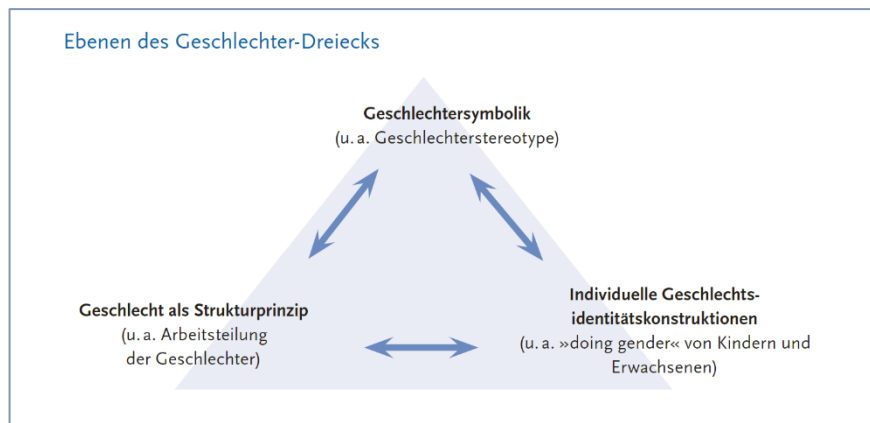 Ebenen des Geschlechter-Dreiecks
Geschlechtersymbolik
(u. a. Geschlechterstereotype)
Geschlecht als Strukturprinzip
(u. a. Arbeitsteilung
der Geschlechter)
Individuelle Geschlechts-
identitätskonstruktionen
(u. a. »doing gender« von Kindern und
Erwachsenen)